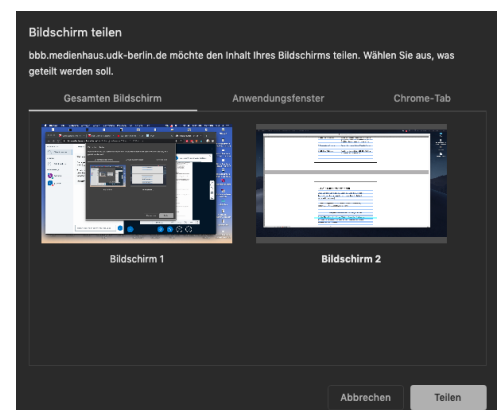 Bildschirm teilen
bbb.medienhaus.udk-berlin.de möchte den Inhalt Ihres Bildschirms teilen. Wählen Sie aus, was
geteilt werden soll.
Gesamten Bildschirm Anwendungsfenster Chrome-Tab
Bildschirm 1 Bildschirm 2
Abbrechen Teilen